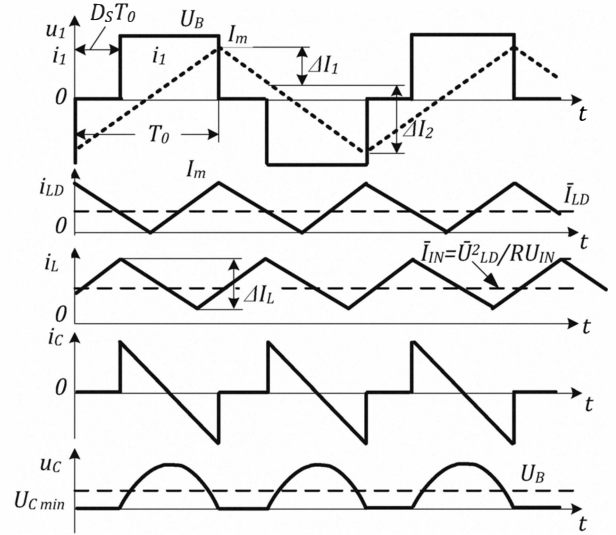 DST0
u1 UB Im
i1 i1 ΔI1
0 t
T0 ΔI2
iLD Im ĪLD
0 t
iL ĪIN=Ū²LD/RUIN
ΔIL
0 t
iC
0 t
uC UB
UC min t